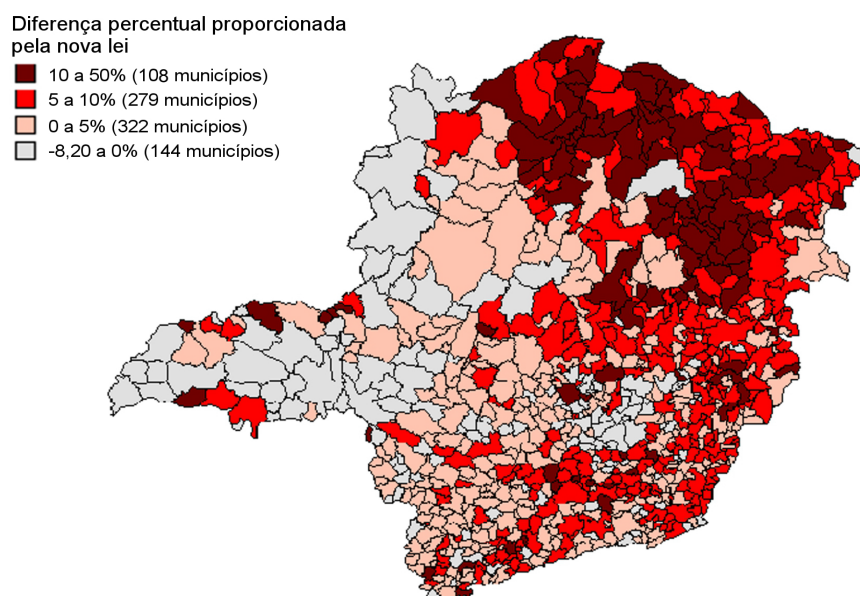 Diferença percentual proporcionada
pela nova lei
10 a 50% (108 municípios)
5 a 10% (279 municípios)
0 a 5% (322 municípios)
-8,20 a 0% (144 municípios)